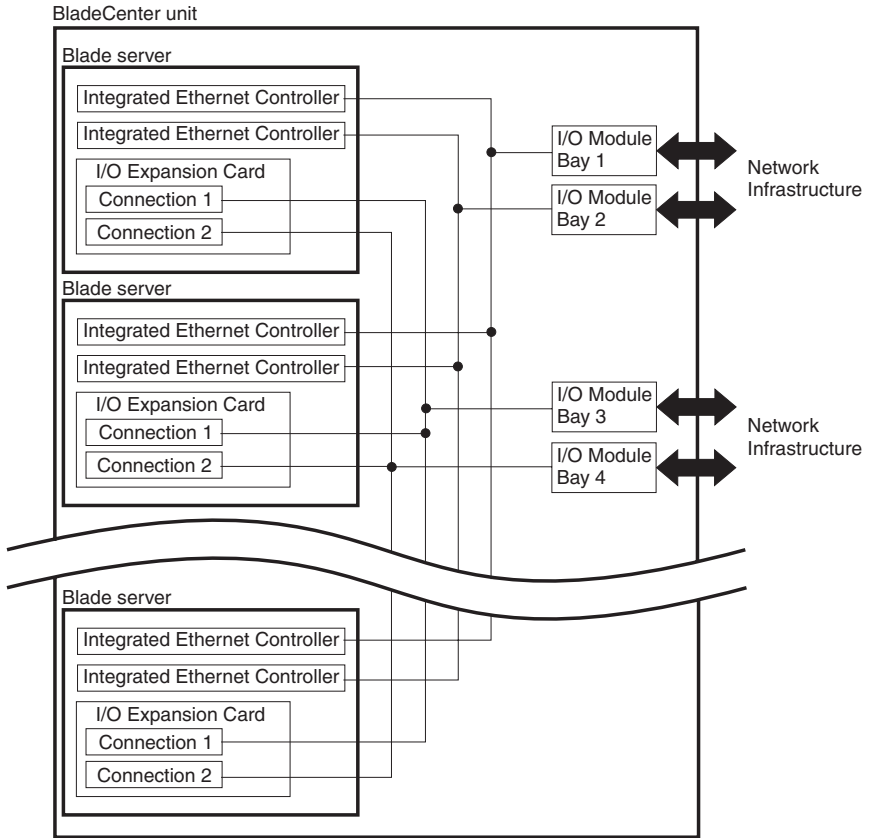 BladeCenter unit
Blade server
Integrated Ethernet Controller
Integrated Ethernet Controller
I/O Expansion Card
Connection 1
Connection 2
I/O Module
Bay 1
I/O Module
Bay 2
Network
Infrastructure
Blade server
Integrated Ethernet Controller
Integrated Ethernet Controller
I/O Expansion Card
Connection 1
Connection 2
I/O Module
Bay 3
I/O Module
Bay 4
Network
Infrastructure
Blade server
Integrated Ethernet Controller
Integrated Ethernet Controller
I/O Expansion Card
Connection 1
Connection 2